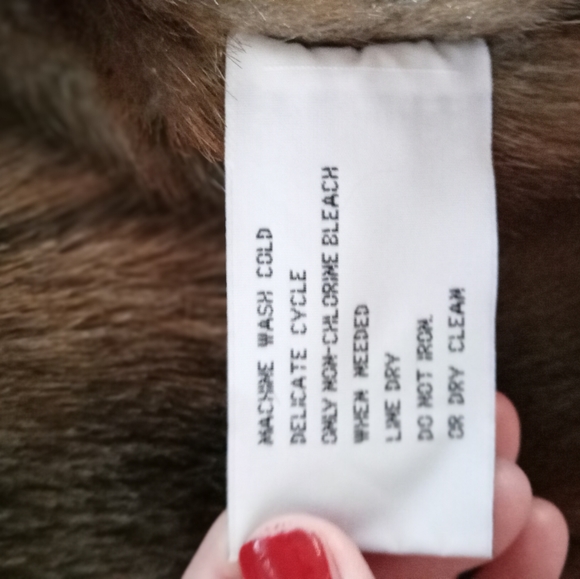 MACHINE WASH COLD
DELICATE CYCLE
ONLY NON-CHLORINE BLEACH
WHEN NEEDED
LINE DRY
DO NOT IRON.
OR DRY CLEAN